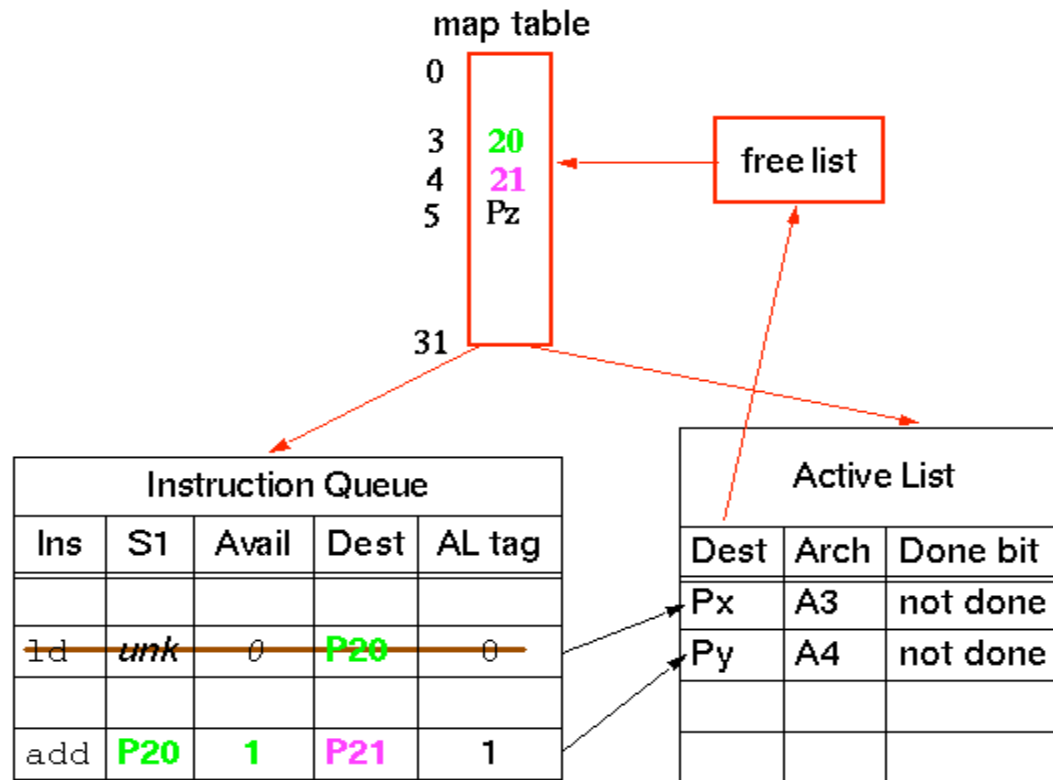 map table
0
3 20
4 21
5 Pz
31
free list
Instruction Queue
Ins S1 Avail Dest AL tag
ld unk 0 P20 0
add P20 1 P21 1
Active List
Dest Arch Done bit
Px A3 not done
Py A4 not done